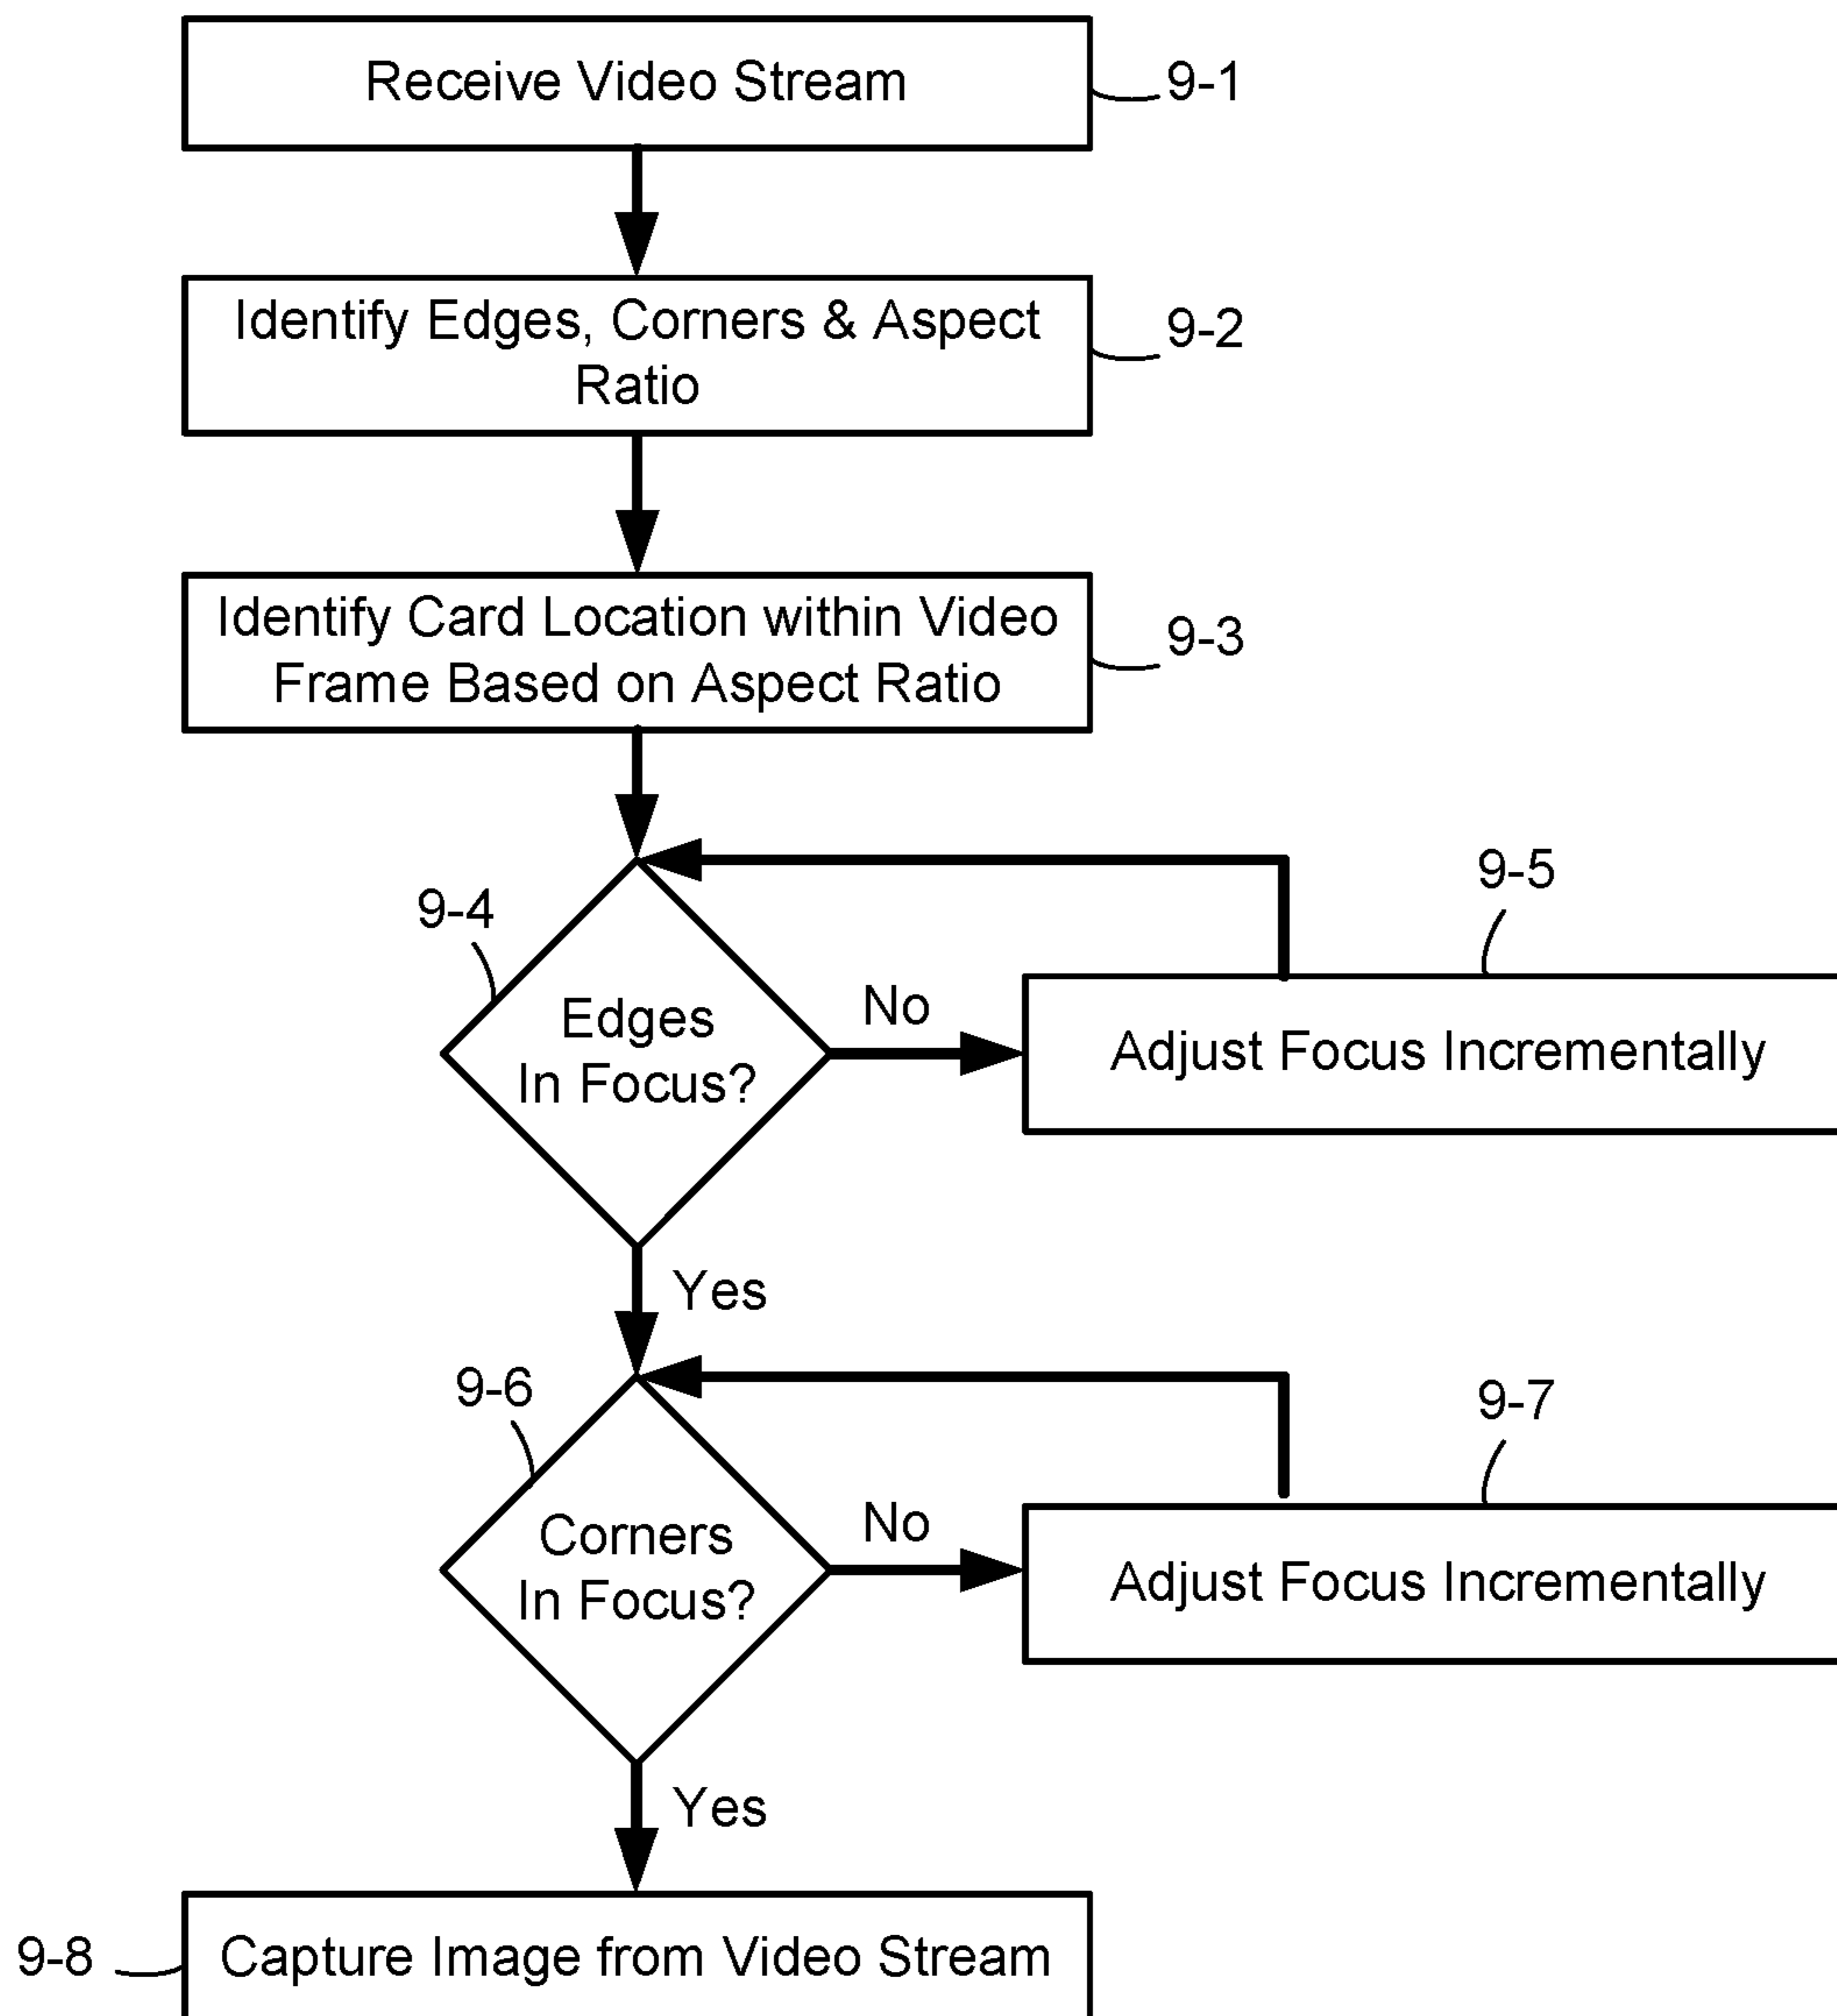 Receive Video Stream
9-1
Identify Edges, Corners & Aspect
Ratio
9-2
Identify Card Location within Video
Frame Based on Aspect Ratio
9-3
9-4
Edges
In Focus?
No
9-5
Adjust Focus Incrementally
Yes
9-6
Corners
In Focus?
No
9-7
Adjust Focus Incrementally
Yes
9-8
Capture Image from Video Stream